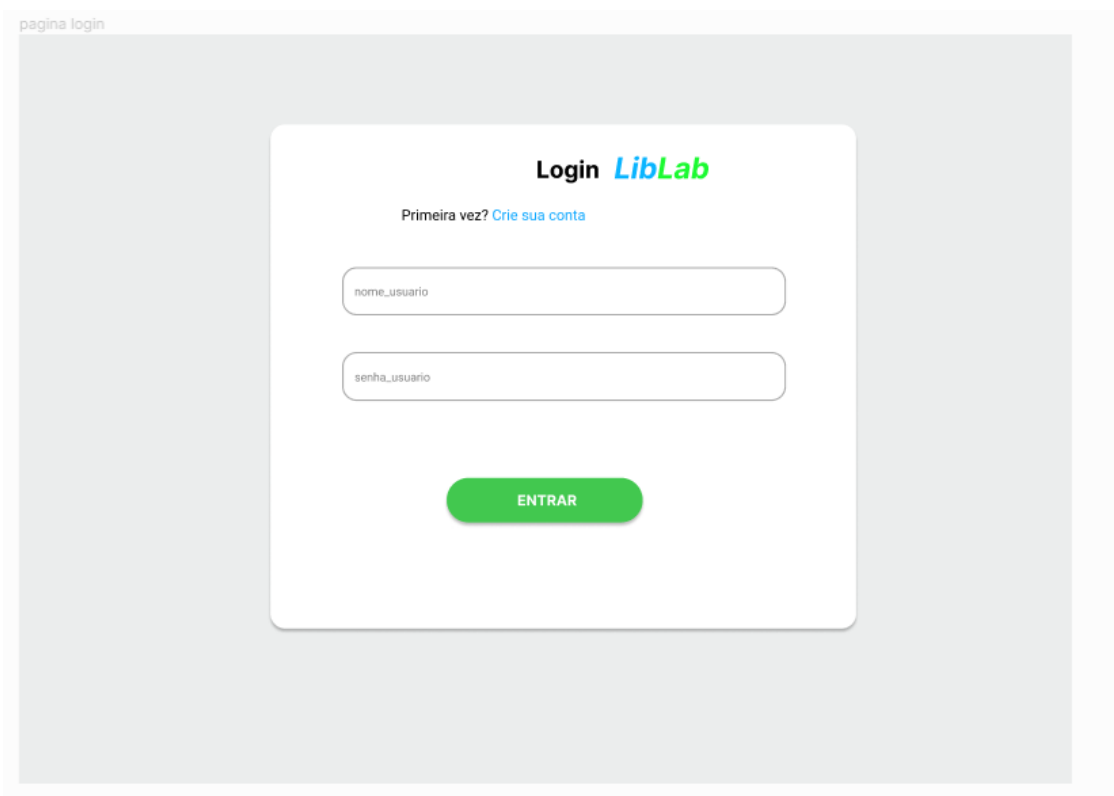 pagina login
Login LibLab
Primeira vez? Crie sua conta
nome_usuario
senha_usuario
ENTRAR